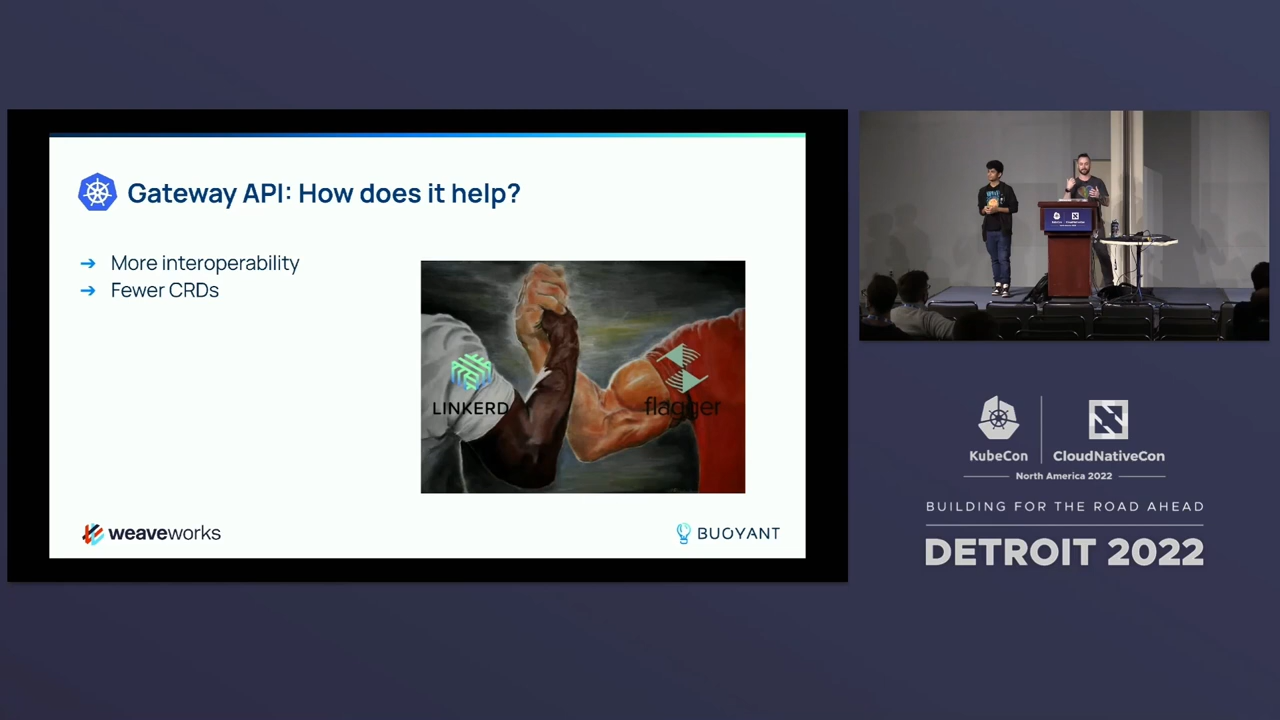 Gateway API: How does it help?
→ More interoperability
→ Fewer CRDs
LINKERD
flagger
weaveworks
BUOYANT
KubeCon
CloudNativeCon
North America 2022
BUILDING FOR THE ROAD AHEAD
DETROIT 2022